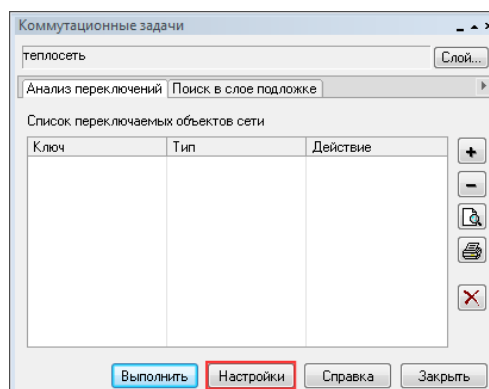 Коммутационные задачи
теплосеть
Слой...
Анализ переключений Поиск в слое подложке
Список переключаемых объектов сети
Ключ Тип Действие
Выполнить Настройки Справка Закрыть